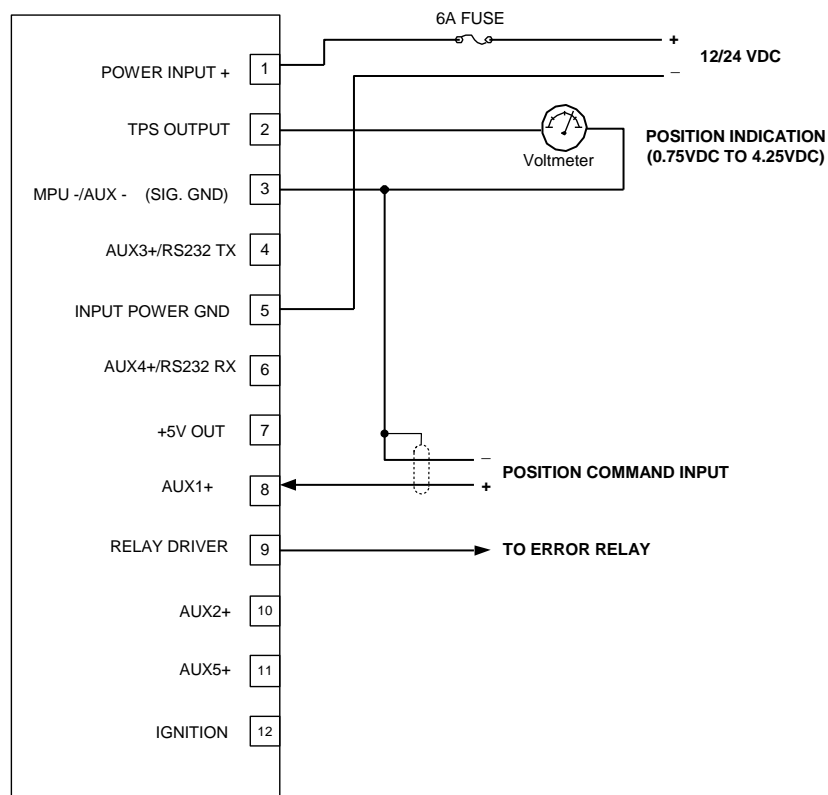 6A FUSE
POWER INPUT + 1 + 12/24 VDC
–
TPS OUTPUT 2 Voltmeter POSITION INDICATION
(0.75VDC TO 4.25VDC)
MPU -/AUX - (SIG. GND) 3
AUX3+/RS232 TX 4
INPUT POWER GND 5
AUX4+/RS232 RX 6
+5V OUT 7
–
AUX1+ 8 + POSITION COMMAND INPUT
RELAY DRIVER 9 TO ERROR RELAY
AUX2+ 10
AUX5+ 11
IGNITION 12